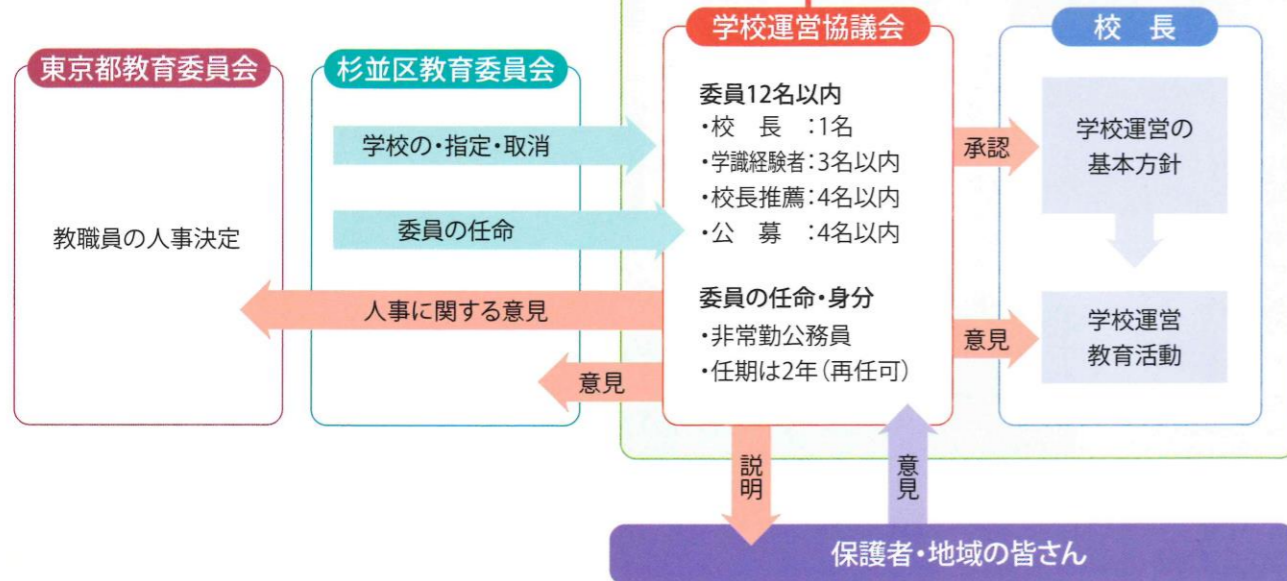 東京都教育委員会
教職員の人事決定
杉並区教育委員会
学校の・指定・取消
委員の任命
人事に関する意見
意見
学校運営協議会
委員12名以内
・校　長　：1名
・学識経験者：3名以内
・校長推薦：4名以内
・公　募　：4名以内
委員の任命・身分
・非常勤公務員
・任期は2年（再任可）
承認
意見
校　長
学校運営の
基本方針
学校運営
教育活動
説明
意見
保護者・地域の皆さん